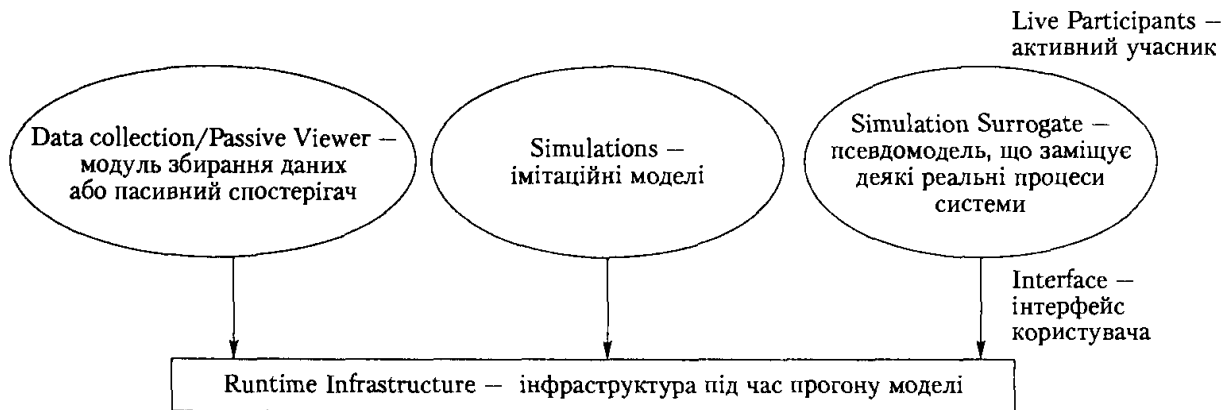 Live Participants —
активний учасник
Data collection/Passive Viewer —
модуль збирання даних
або пасивний спостерігач
Simulations —
імітаційні моделі
Simulation Surrogate —
псевдомодель, що заміщує
деякі реальні процеси
системи
Interface —
інтерфейс
користувача
Runtime Infrastructure — інфраструктура під час прогону моделі